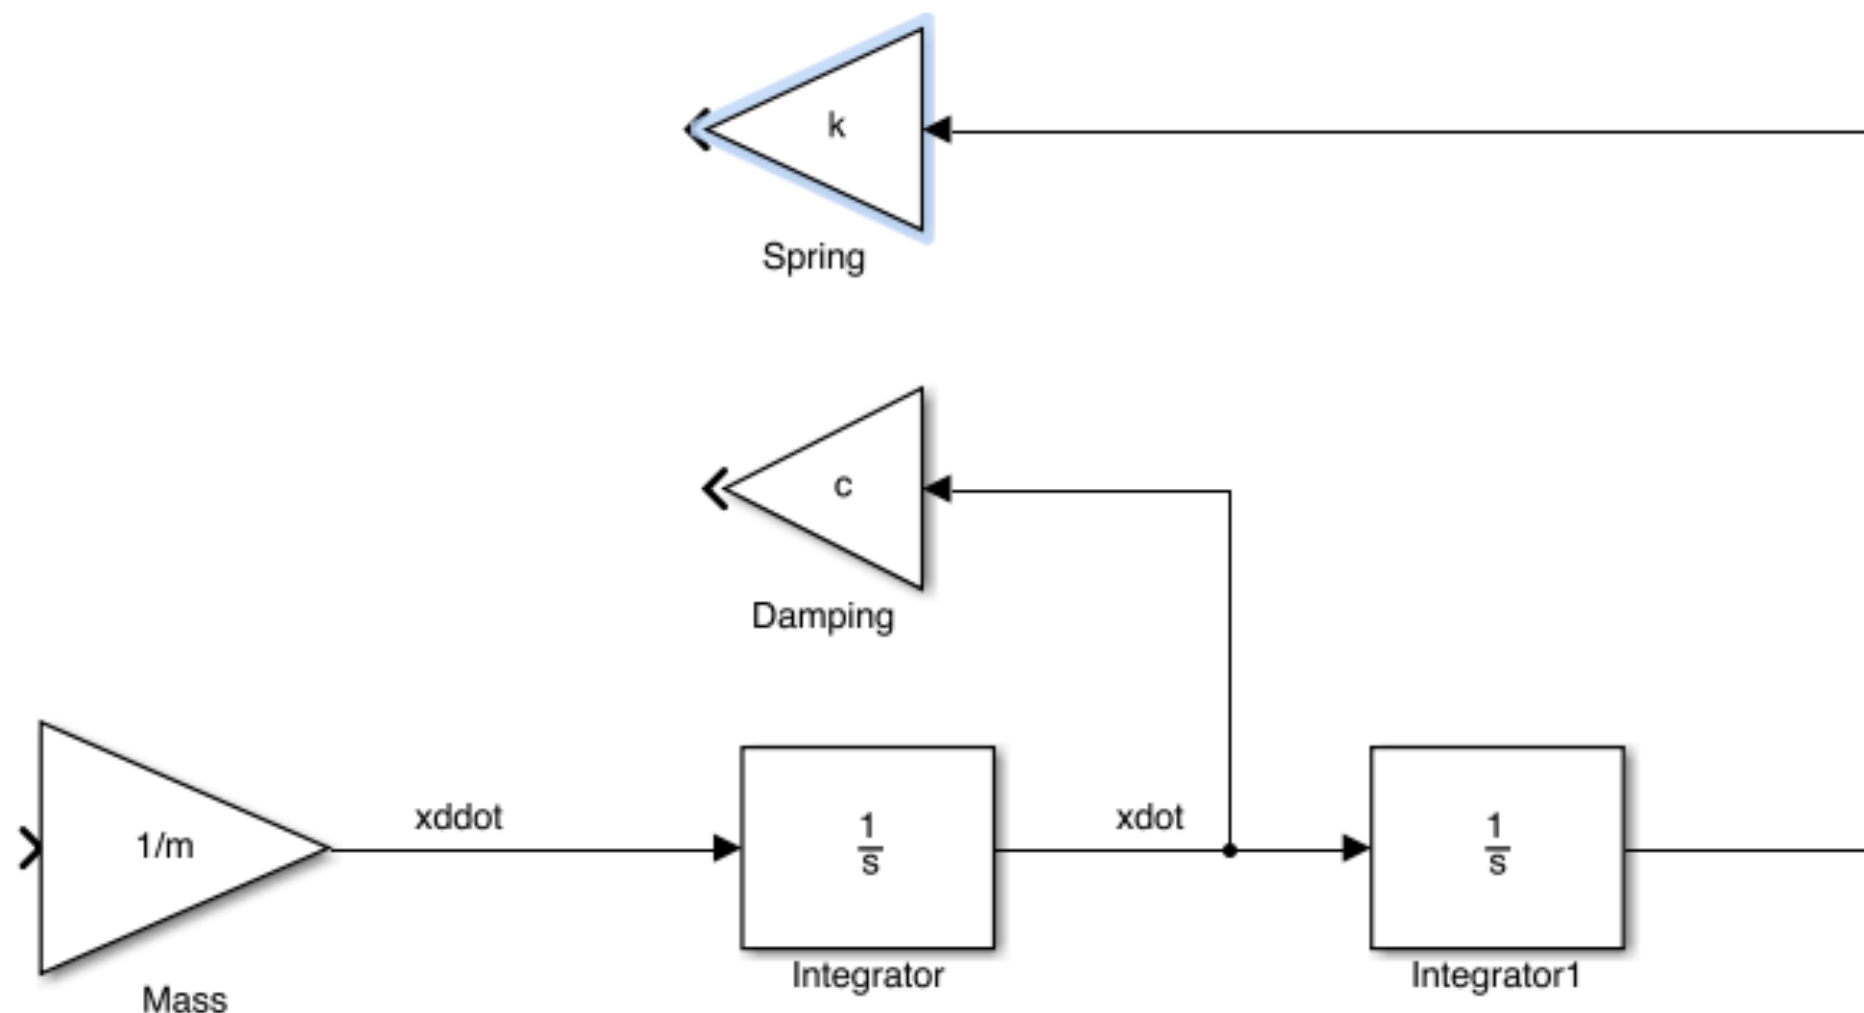 k
Spring
c
Damping
1/m
xddot
1
s
xdot
1
s
Mass
Integrator
Integrator1